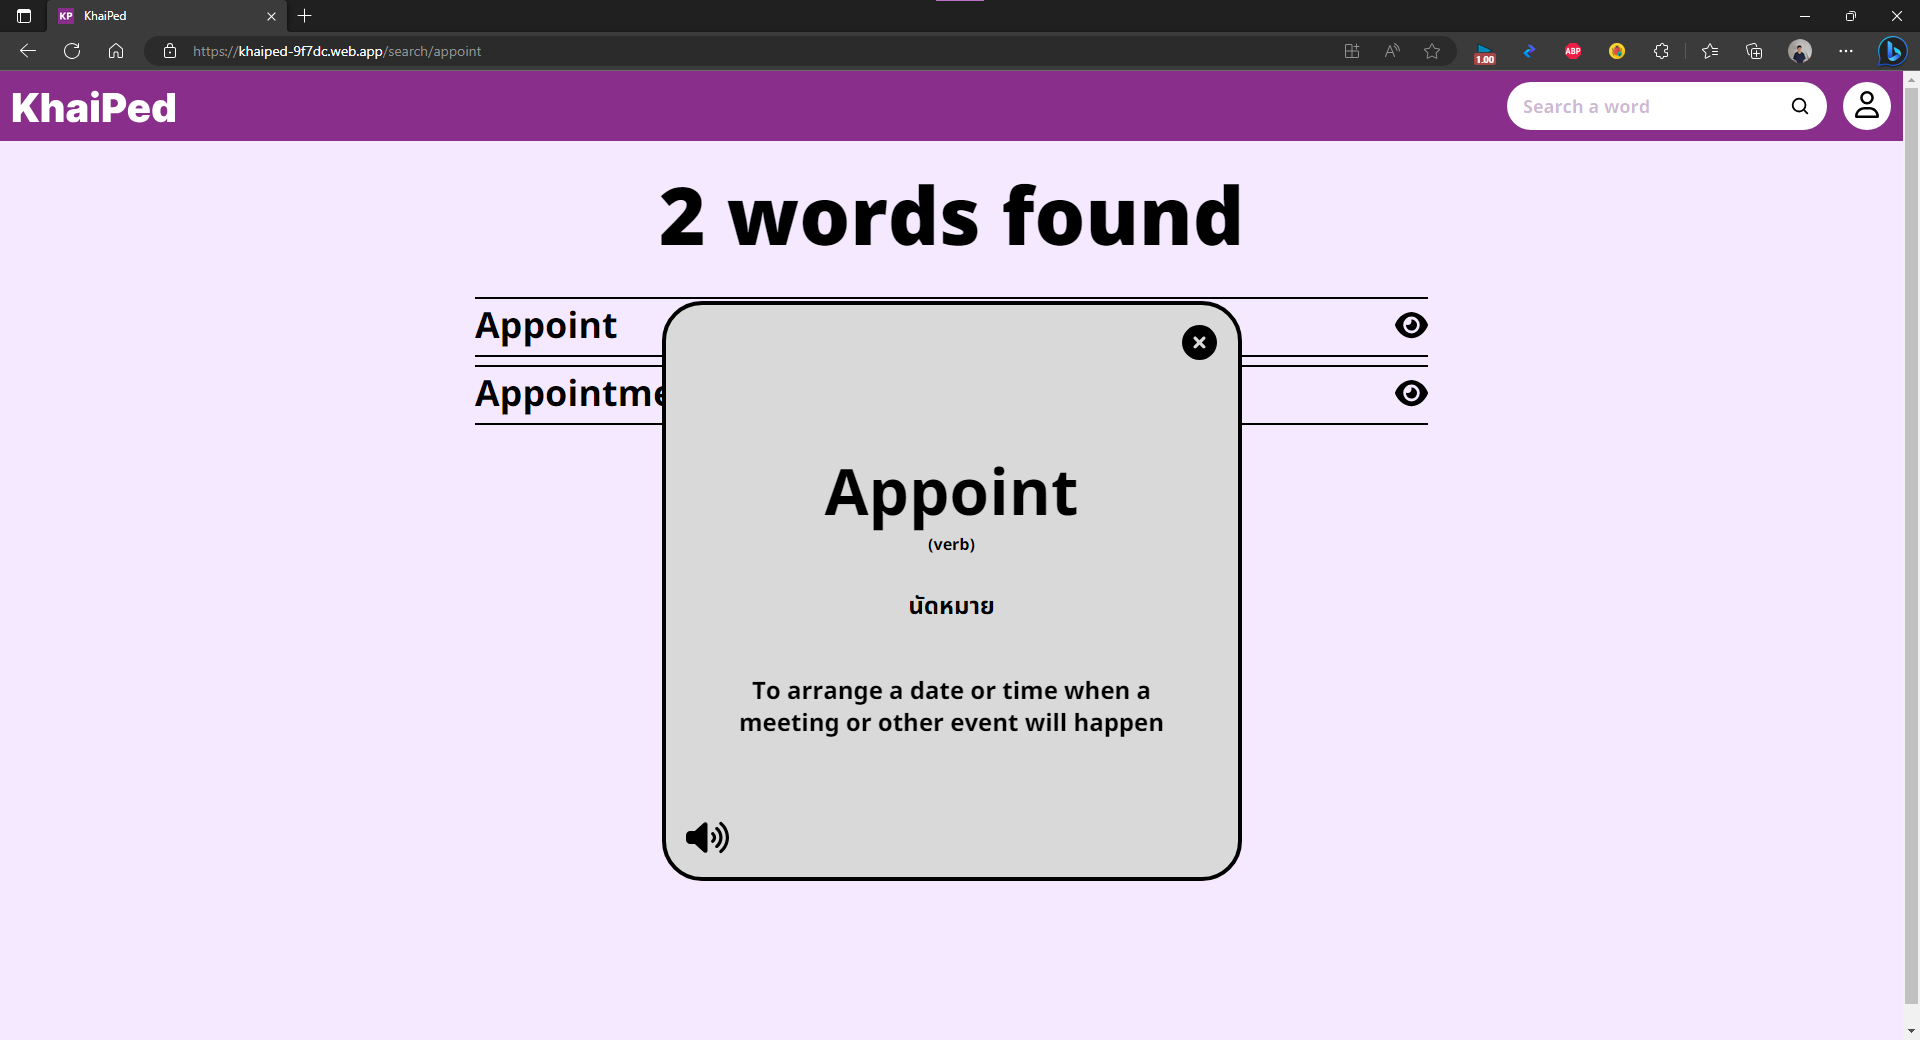 KP KhaiPed
https://khaiped-9f7dc.web.app/search/appoint
1.00
ABP
KhaiPed
Search a word
2 words found
Appoint
Appointme
Appoint
(verb)
นัดหมาย
To arrange a date or time when a
meeting or other event will happen